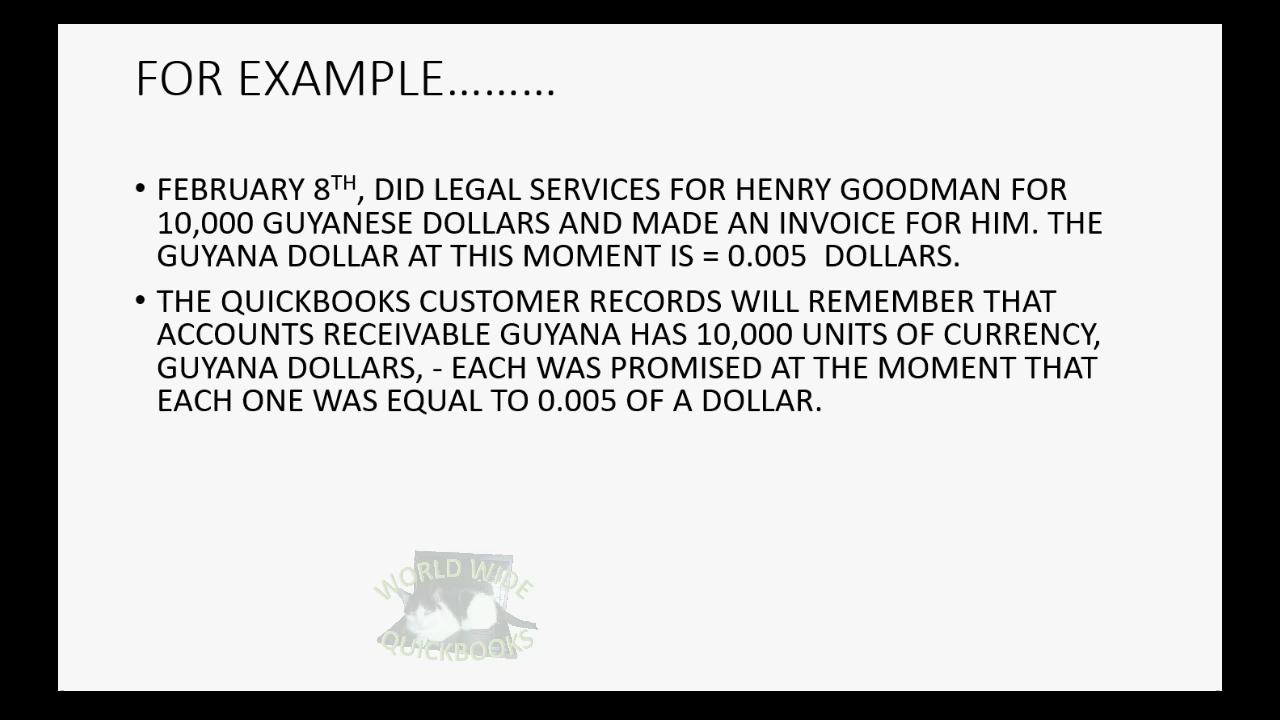 FOR EXAMPLE.........
• FEBRUARY 8TH, DID LEGAL SERVICES FOR HENRY GOODMAN FOR
10,000 GUYANESE DOLLARS AND MADE AN INVOICE FOR HIM. THE
GUYANA DOLLAR AT THIS MOMENT IS = 0.005 DOLLARS.
• THE QUICKBOOKS CUSTOMER RECORDS WILL REMEMBER THAT
ACCOUNTS RECEIVABLE GUYANA HAS 10,000 UNITS OF CURRENCY,
GUYANA DOLLARS, - EACH WAS PROMISED AT THE MOMENT THAT
EACH ONE WAS EQUAL TO 0.005 OF A DOLLAR.
WORLD WIDE
QUICKBOOKS